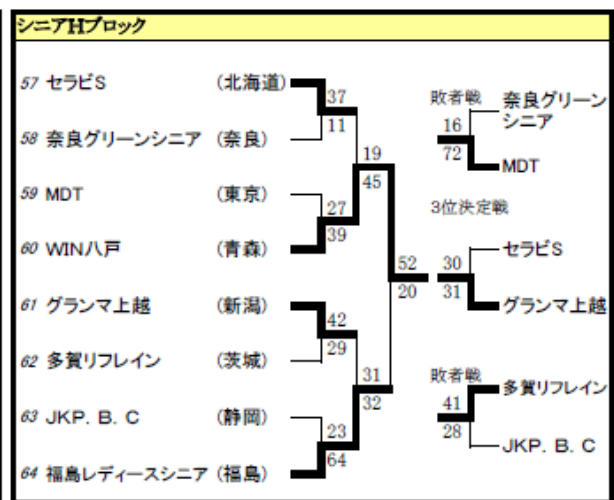 シニアHブロック
57 セラビS (北海道)
58 奈良グリーンシニア (奈良)
59 MDT (東京)
60 WIN八戸 (青森)
61 グランマ上越 (新潟)
62 多賀リフレイン (茨城)
63 JKP. B. C (静岡)
64 福島レディースシニア (福島)
37
11
27
39
42
29
23
64
19
45
31
32
52
20
敗者戦
16
72
奈良グリーン
シニア
MDT
3位決定戦
30
31
セラビS
グランマ上越
敗者戦
41
28
多賀リフレイン
JKP. B. C